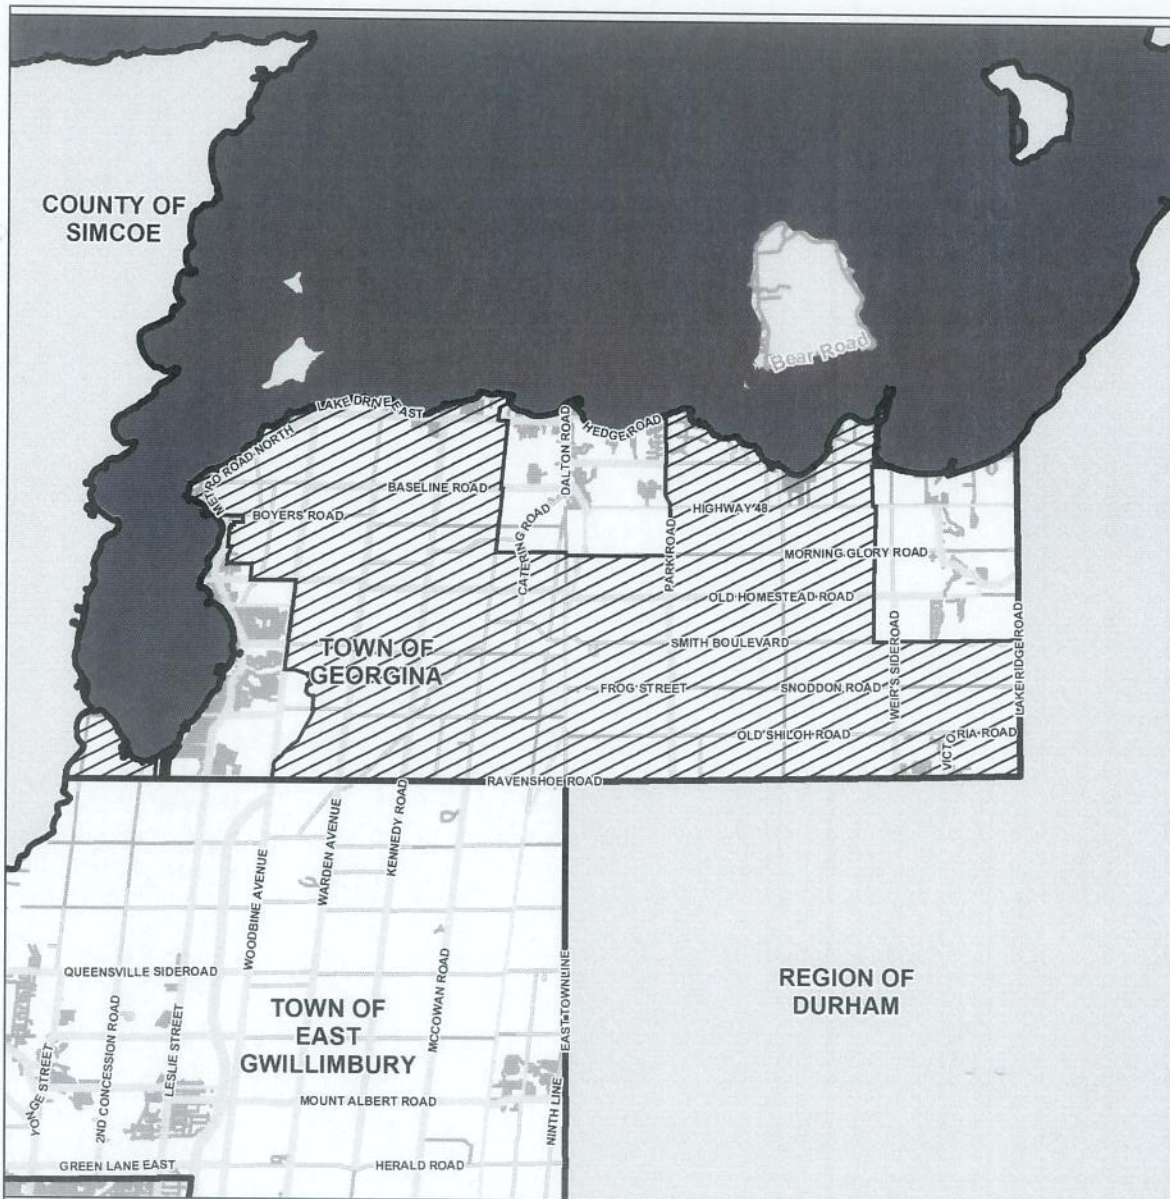 COUNTY OF
SIMCOE
Bear Road
LAKE DRIVE EAST
METRO ROAD NORTH
DALTON ROAD
HEDGE ROAD
BASELINE ROAD
BOYERS ROAD
CATERING ROAD
PARK ROAD
HIGHWAY 48
MORNING GLORY ROAD
OLD HOMESTEAD ROAD
SMITH BOULEVARD
TOWN OF
GEORGINA
FROG STREET
SNODDON ROAD
WEIR'S SIDEROAD
LAKE RIDGE ROAD
OLD SHILOH ROAD
VICTORIA ROAD
RAVENSHOE ROAD
WOODBINE AVENUE
WARDEN AVENUE
KENNEDY ROAD
QUEENSVILLE SIDEROAD
MCCOWAN ROAD
EAST TOWNLINE
TOWN OF
EAST
GWILLIMBURY
REGION OF
DURHAM
YONGE STREET
2ND CONCESSION ROAD
LESLIE STREET
MOUNT ALBERT ROAD
NINTH LINE
GREEN LANE EAST
HERALD ROAD